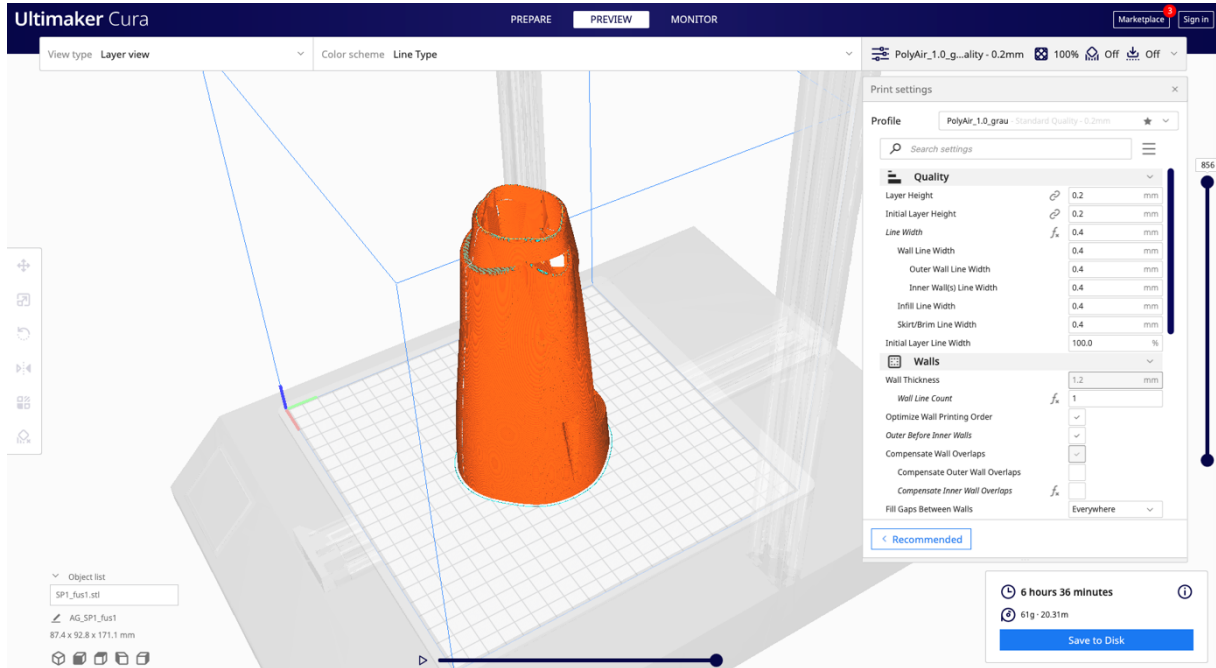 Ultimaker Cura
PREPARE PREVIEW MONITOR
Marketplace 3 Sign in
View type Layer view
Color scheme Line Type
PolyAir_1.0_g...ality - 0.2mm 100% Off Off
Print settings ×
Profile PolyAir_1.0_grau - Standard Quality - 0.2mm
Search settings
Quality
Layer Height 0.2 mm
Initial Layer Height 0.2 mm
Line Width 0.4 mm
Wall Line Width 0.4 mm
Outer Wall Line Width 0.4 mm
Inner Wall(s) Line Width 0.4 mm
Infill Line Width 0.4 mm
Skirt/Brim Line Width 0.4 mm
Initial Layer Line Width 100.0 %
Walls
Wall Thickness 1.2 mm
Wall Line Count 1
Optimize Wall Printing Order
Outer Before Inner Walls
Compensate Wall Overlaps
Compensate Outer Wall Overlaps
Compensate Inner Wall Overlaps
Fill Gaps Between Walls Everywhere
< Recommended
856
Object list
SP1_fus1.stl
AG_SP1_fus1
87.4 x 92.8 x 171.1 mm
6 hours 36 minutes
61g · 20.31m
Save to Disk